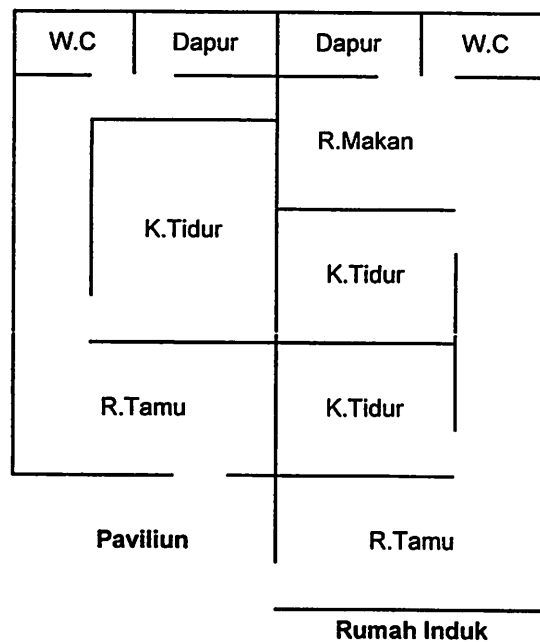 W.C
Dapur
Dapur
W.C
R.Makan
K.Tidur
K.Tidur
R.Tamu
K.Tidur
Paviliun
R.Tamu
Rumah Induk